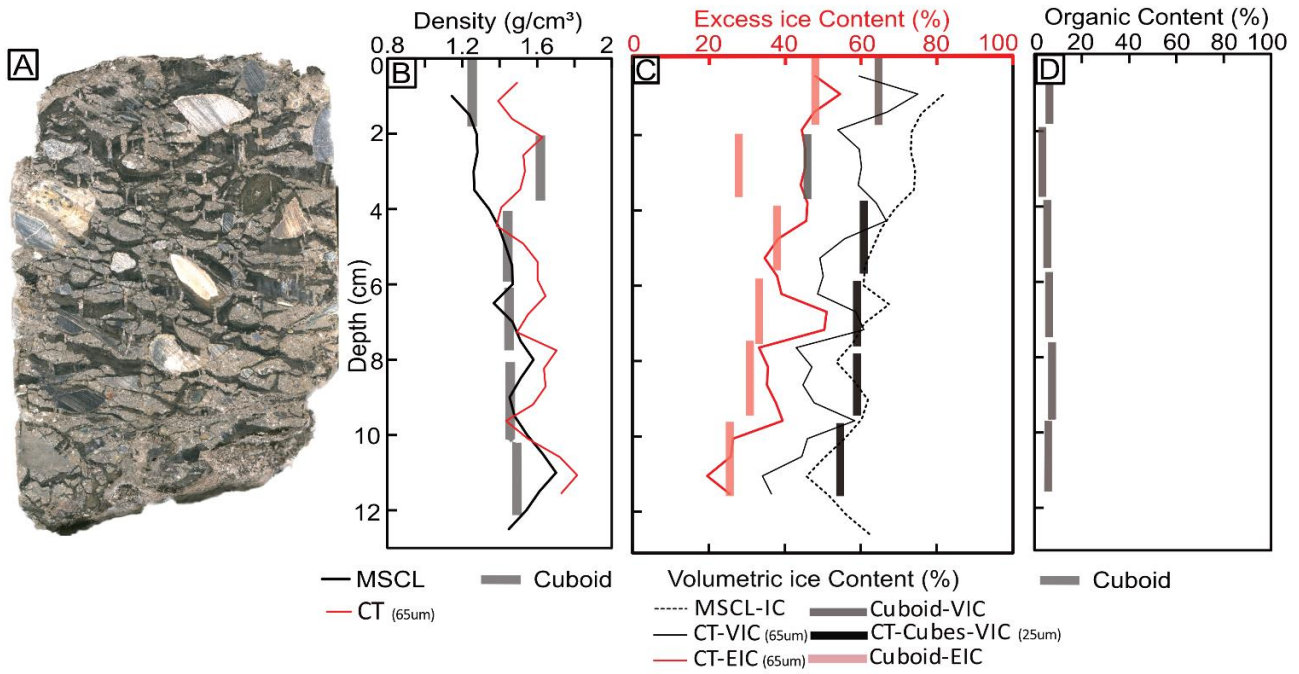 Density (g/cm³)
0.8 1.2 1.6 2
Excess ice Content (%)
0 20 40 60 80 100
Organic Content (%)
0 20 40 60 80 100
A
B
C
D
0
2
4
6
8
10
12
Depth (cm)
MSCL
Cuboid
CT (65um)
Volumetric ice Content (%)
MSCL-IC
Cuboid-VIC
CT-VIC (65um)
CT-Cubes-VIC (25um)
CT-EIC (65um)
Cuboid-EIC
Cuboid